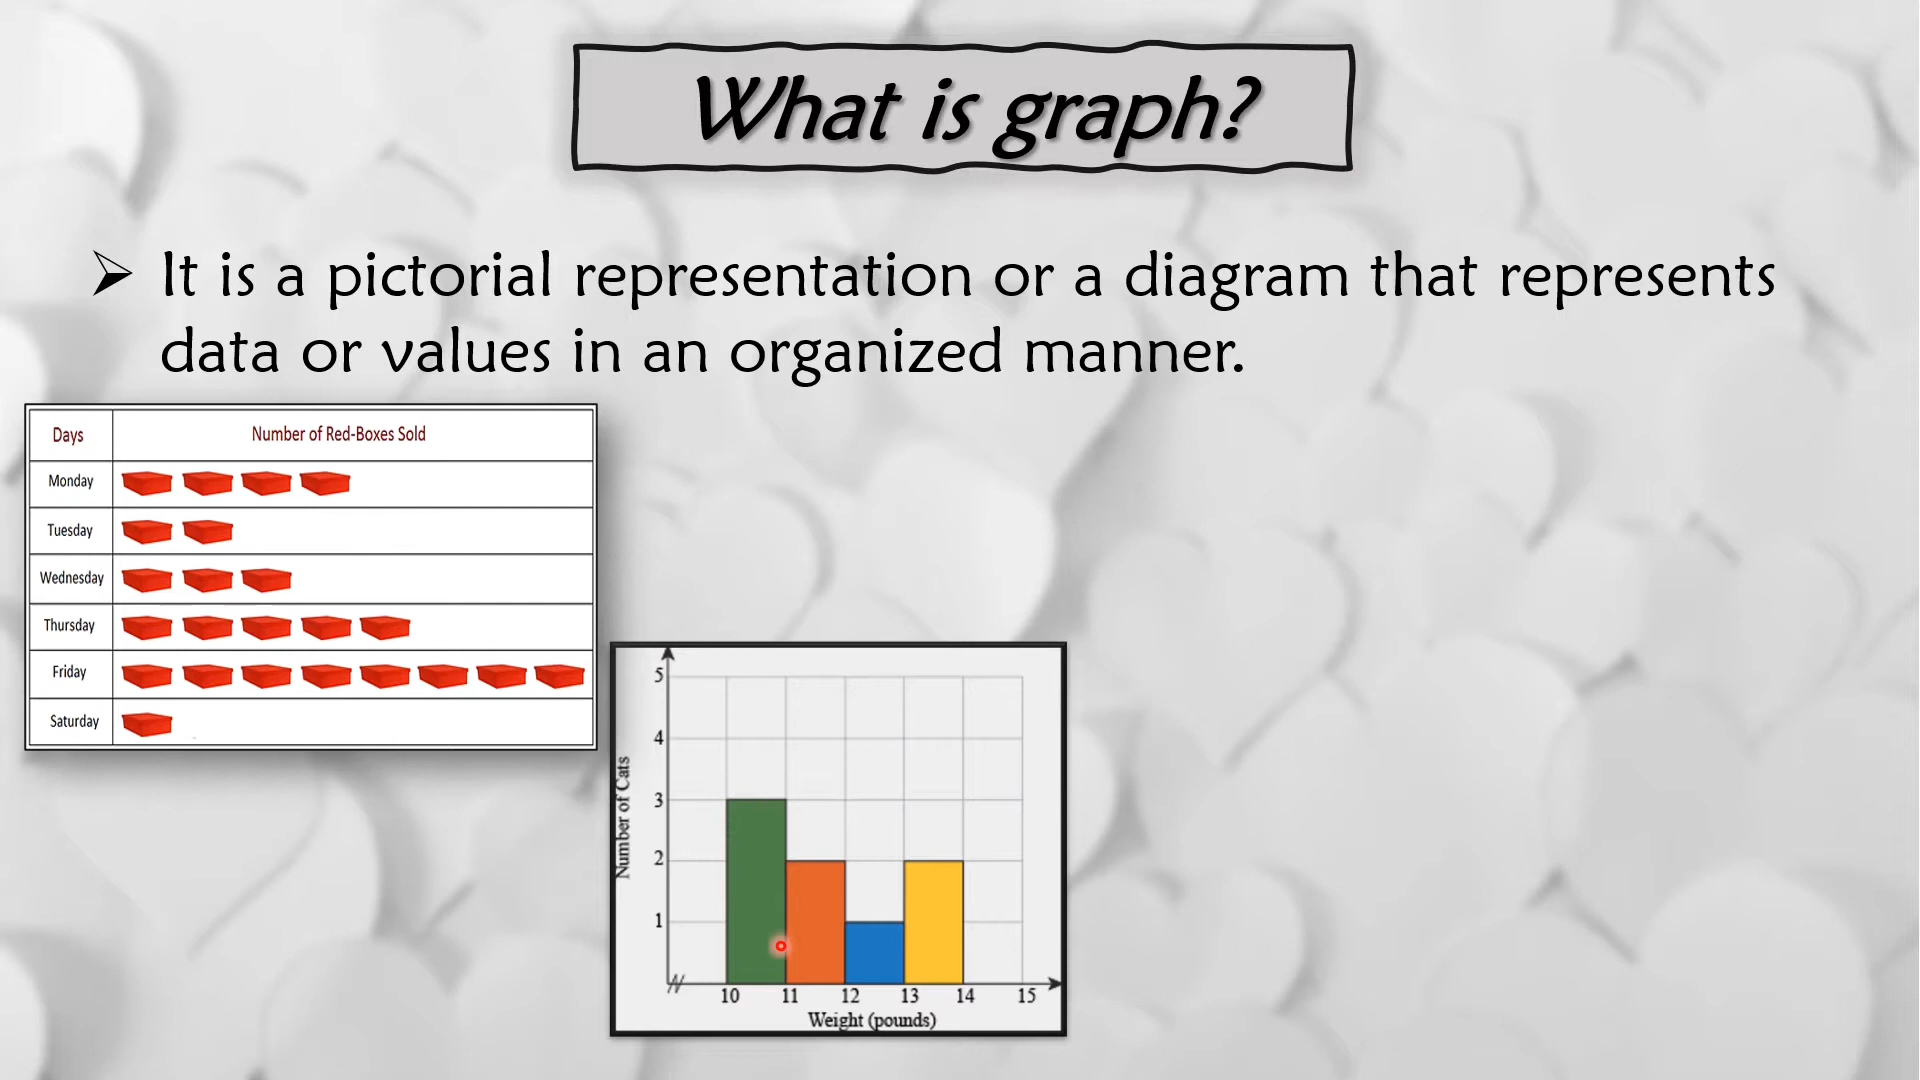 What is graph?
➢ It is a pictorial representation or a diagram that represents
data or values in an organized manner.
Days Number of Red-Boxes Sold
Monday
Tuesday
Wednesday
Thursday
Friday
Saturday
5
4
3
2
1
Number of Cats
10 11 12 13 14 15
Weight (pounds)